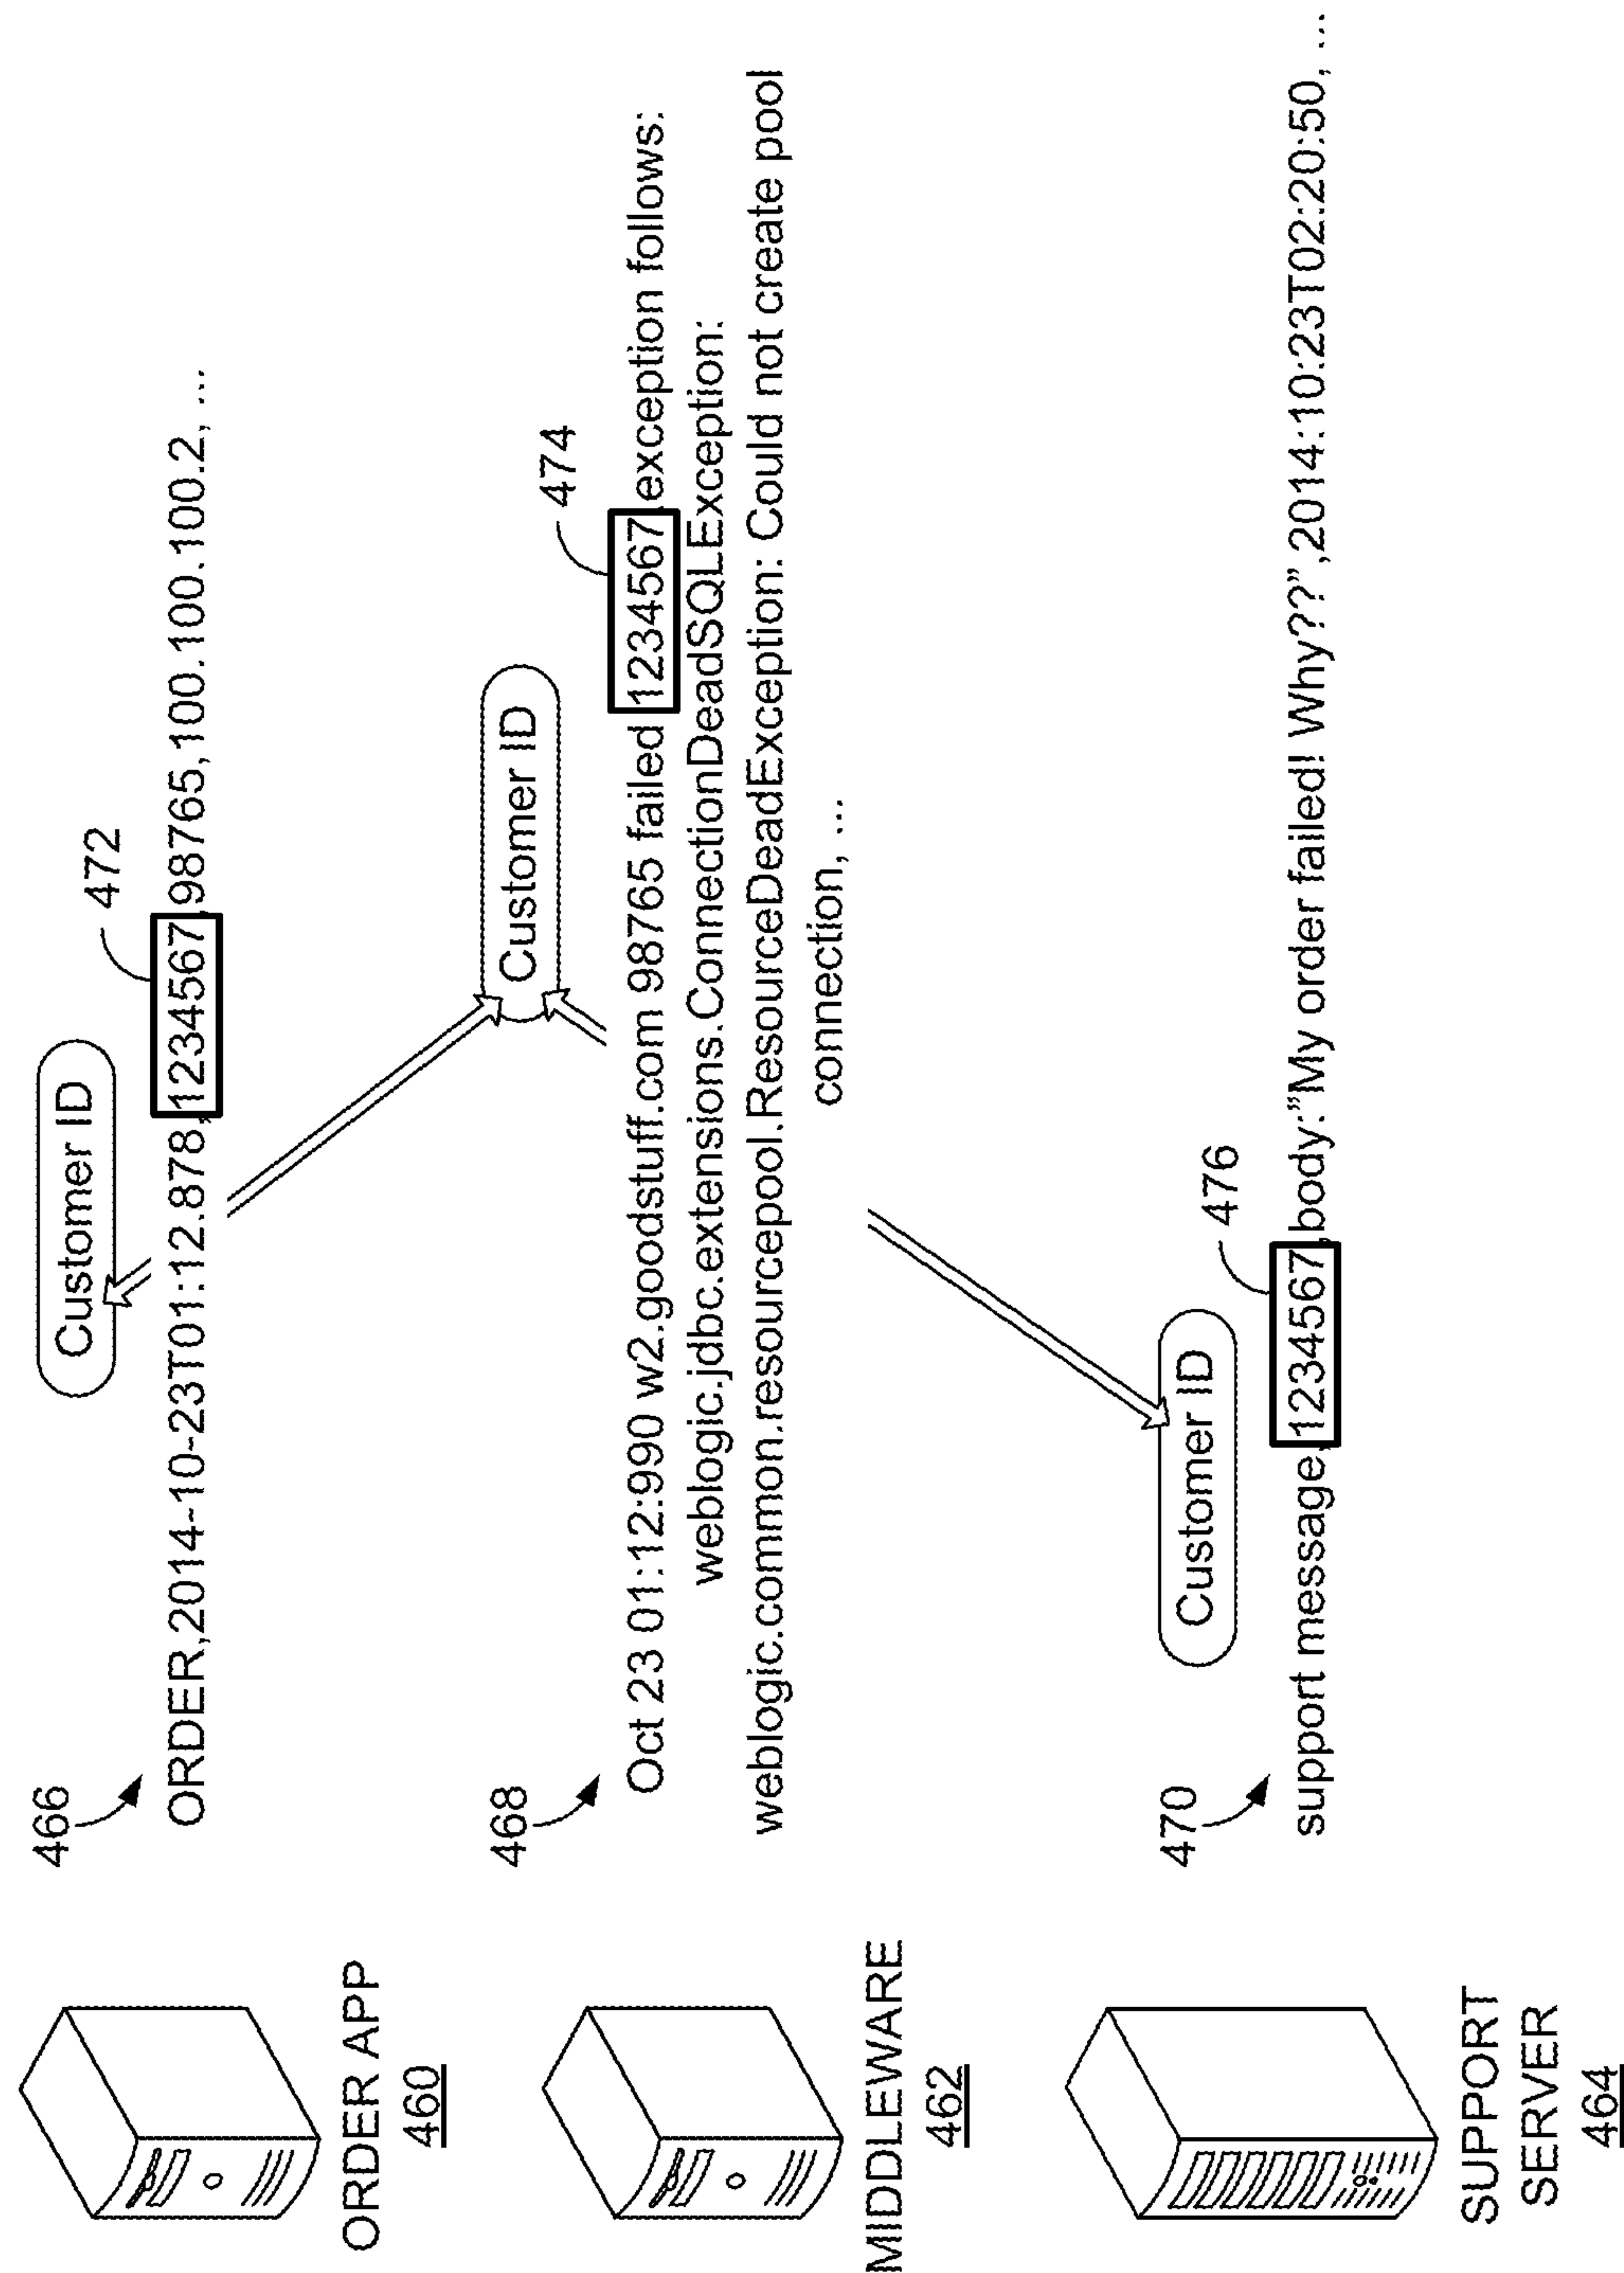 Customer ID
472
466
ORDER,2014-10-23T01:12.878,1234567,98765,100.100.100.2, ...
ORDER APP
460
Customer ID
474
468
Oct 23 01:12:990 w2.goodstuff.com 98765 failed 1234567 exception follows:
weblogic.jdbc.extensions.ConnectionDeadSQLException:
weblogic.common.resourcepool.ResourceDeadException: Could not create pool
connection, ...
MIDDLEWARE
462
Customer ID
476
470
support message,1234567,body:”My order failed! Why??”,2014:10:23T02:20:50, ...
SUPPORT
SERVER
464